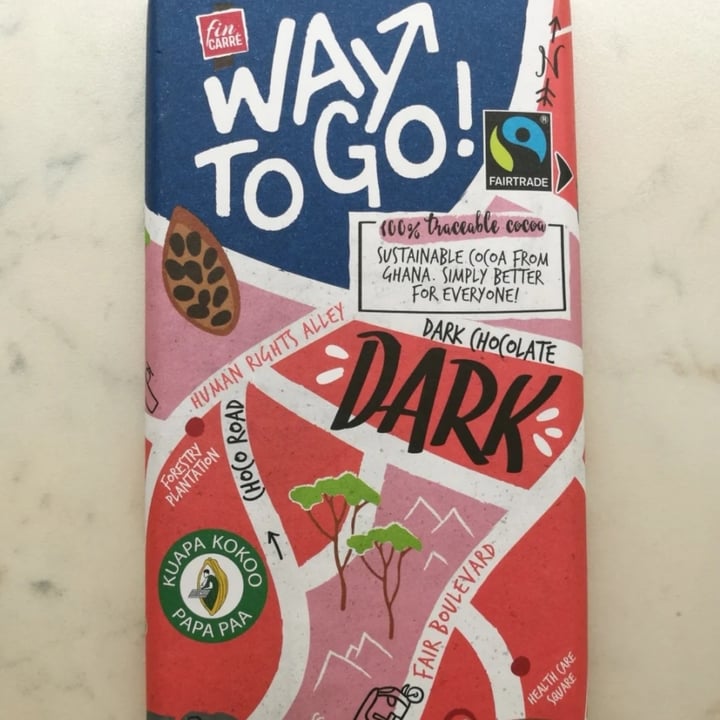 fin
CARRÉ
WAY
TO GO!
N
FAIRTRADE
®
100% traceable cocoa
SUSTAINABLE COCOA FROM
GHANA. SIMPLY BETTER
FOR EVERYONE!
DARK CHOCOLATE
DARK
HUMAN RIGHTS ALLEY
CHOCO ROAD
FORESTRY
PLANTATION
KUAPA KOKOO
PAPA PAA
FAIR BOULEVARD
HEALTH CARE
SQUARE